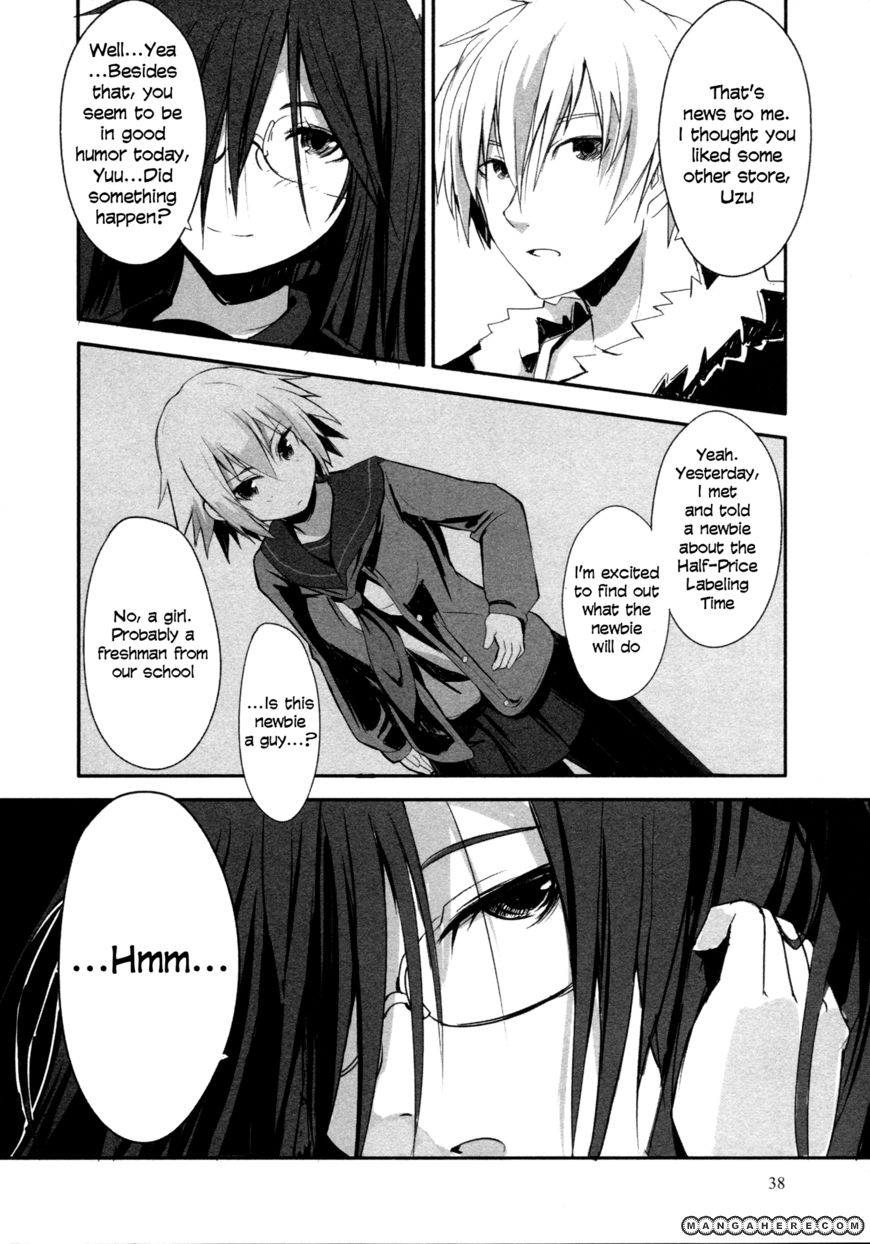 That's
news to me.
I thought you
liked some
other store,
Uzu
Well...Yea
...Besides
that, you
seem to be
in good
humor today,
Yuu...Did
something
happen?
Yeah.
Yesterday,
I met
and told
a newbie
about the
Half-Price
Labeling
Time
I'm excited
to find out
what the
newbie
will do
...Is this
newbie
a guy...?
No, a girl.
Probably a
freshman from
our school
...Hmm...
38
MANGAHERE.COM